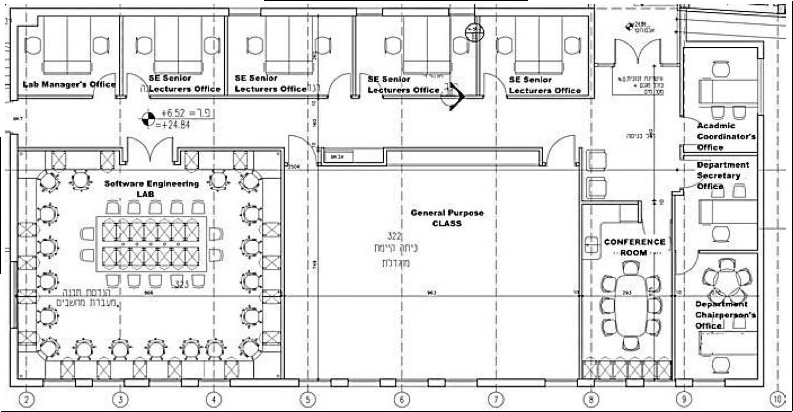 Lab Manager's Office
SE Senior
Lecturers Office
SE Senior
Lecturers Office
SE Senior
Lecturers Office
SE Senior
Lecturers Office
+6.52 = ר.פ
=+24.84
Acadmic
Coordinator's
Office
Department
Secretary
Office
Software Engineering
LAB
General Purpose
CLASS
322
כיתה קיימת
מוגדלת
CONFERENCE
ROOM
323
הנדסת תכנה
מעבדת מחשבים
Department
Chairperson's
Office
2
3
4
5
6
7
8
9
10